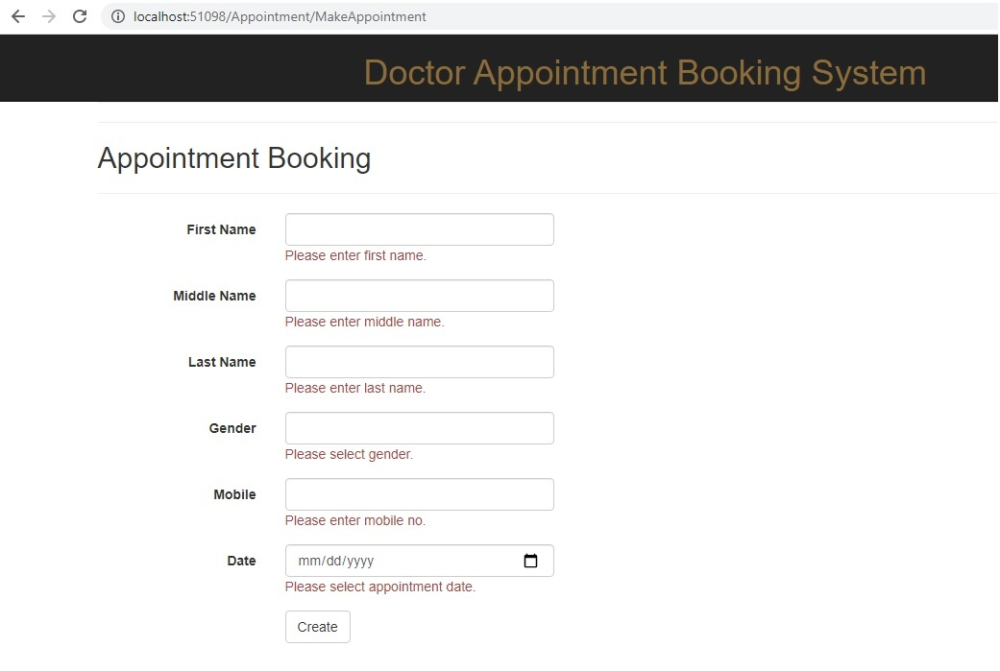 localhost:51098/Appointment/MakeAppointment
Doctor Appointment Booking System
Appointment Booking
First Name
Please enter first name.
Middle Name
Please enter middle name.
Last Name
Please enter last name.
Gender
Please select gender.
Mobile
Please enter mobile no.
Date mm/dd/yyyy
Please select appointment date.
Create